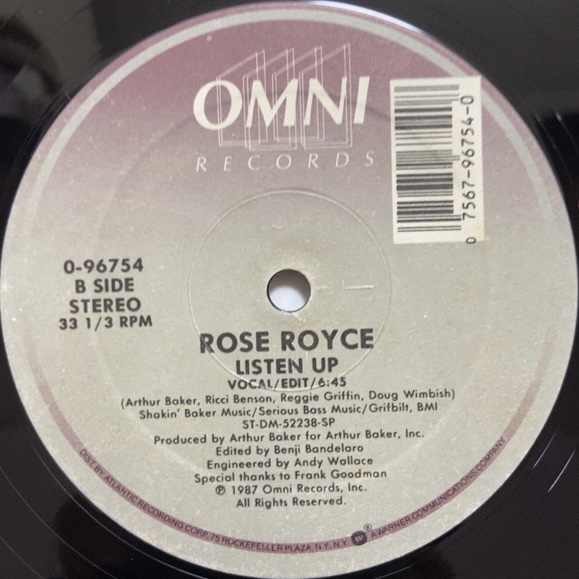 OMNI
RECORDS
0 7567-96754-0
0-96754
B SIDE
STEREO
33 1/3 RPM
ROSE ROYCE
LISTEN UP
VOCAL/EDIT/6:45
(Arthur Baker, Ricci Benson, Reggie Griffin, Doug Wimbish)
Shakin' Baker Music/Serious Bass Music/Grifbilt, BMI
ST-DM-52238-SP
Produced by Arthur Baker for Arthur Baker, Inc.
Edited by Benji Bandelaro
Engineered by Andy Wallace
Special thanks to Frank Goodman
℗ 1987 Omni Records, Inc.
All Rights Reserved.
DIST. BY ATLANTIC RECORDING CORP. 75 ROCKEFELLER PLAZA, N.Y. N.Y. W ® A WARNER COMMUNICATIONS COMPANY